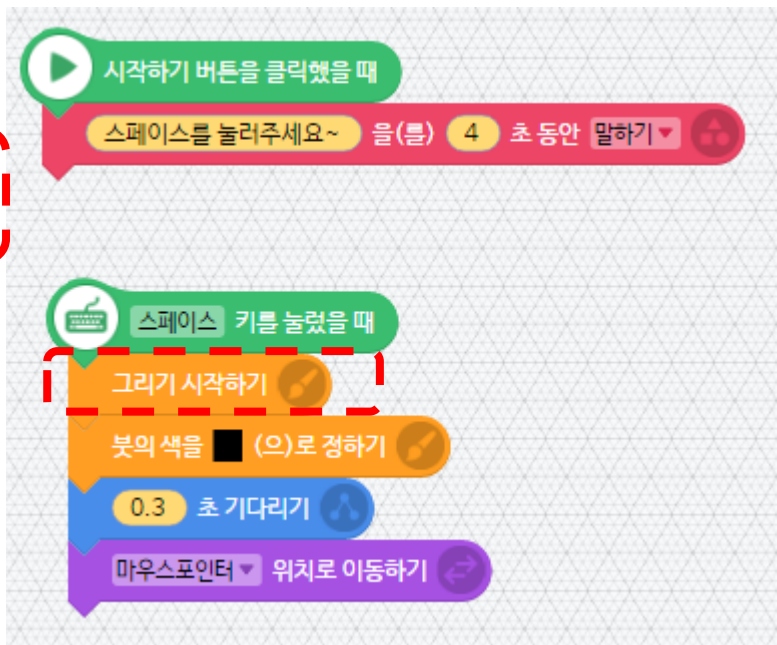 시작하기 버튼을 클릭했을 때
스페이스를 눌러주세요~ 을(를) 4 초 동안 말하기
스페이스 키를 눌렀을 때
그리기 시작하기
붓의 색을 (으)로 정하기
0.3 초 기다리기
마우스포인터 위치로 이동하기